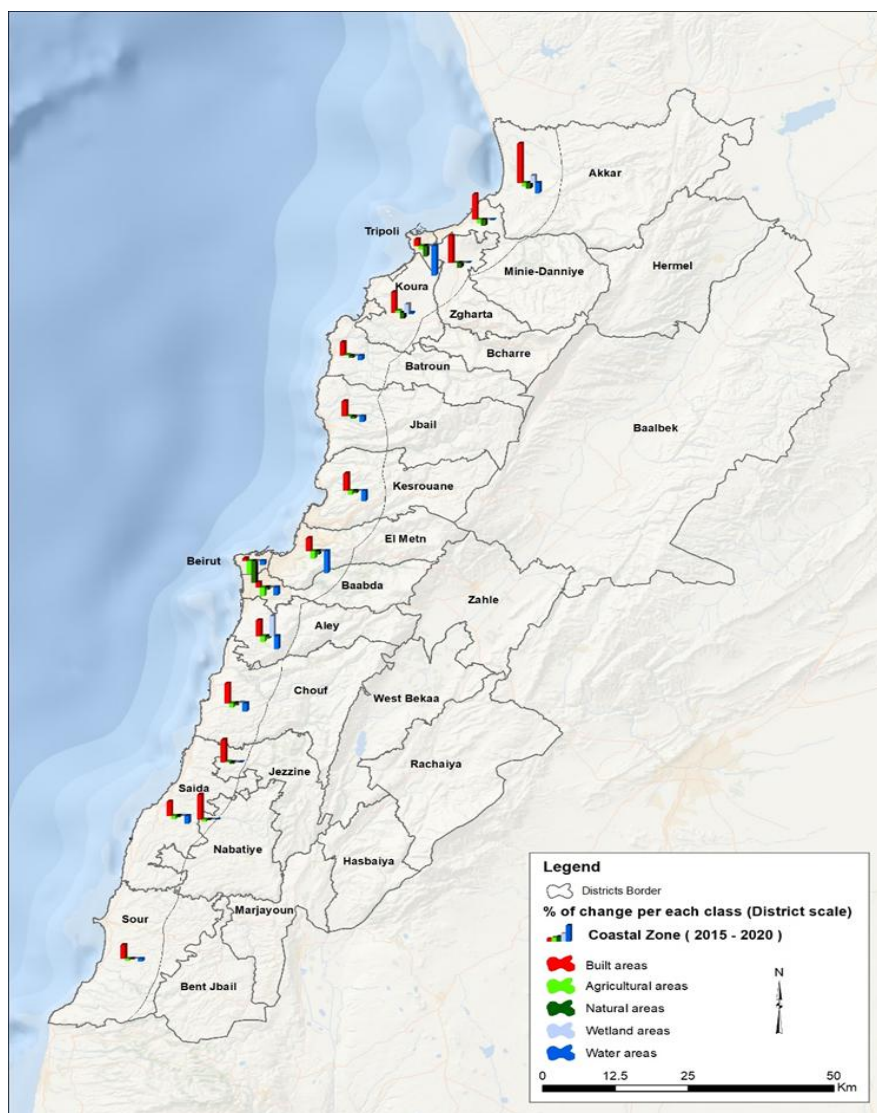 Akkar
Tripoli
Hermel
Minie-Danniye
Koura
Zgharta
Bcharre
Batroun
Jbail
Baalbek
Kesrouane
El Metn
Beirut
Baabda
Zahle
Aley
Chouf
West Bekaa
Rachaiya
Jezzine
Saida
Nabatiye
Hasbaiya
Marjayoun
Sour
Bent Jbail
Legend
Districts Border
% of change per each class (District scale)
Coastal Zone ( 2015 - 2020 )
Built areas
Agricultural areas
Natural areas
Wetland areas
Water areas
N
0 12.5 25 50
Km